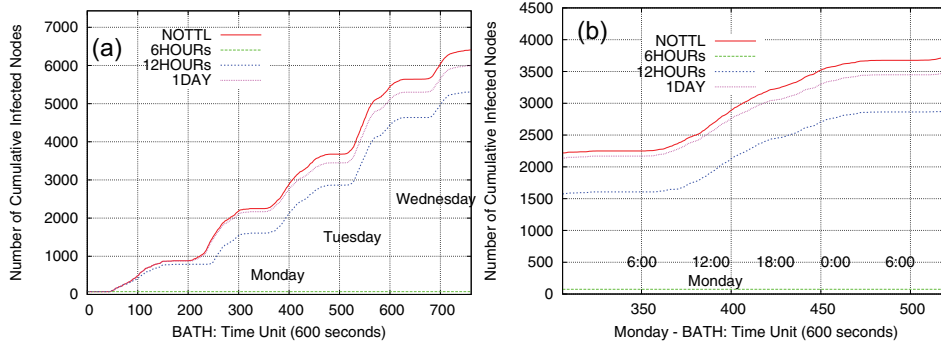 (a)
NOTTL
6HOURs
12HOURs
1DAY
Number of Cumulative Infected Nodes
7000
6000
5000
4000
3000
2000
1000
0
Wednesday
Tuesday
Monday
0 100 200 300 400 500 600 700
BATH: Time Unit (600 seconds)
(b)
NOTTL
6HOURs
12HOURs
1DAY
Number of Cumulative Infected Nodes
4500
4000
3500
3000
2500
2000
1500
1000
500
0
6:00 12:00 18:00 0:00 6:00
Monday
350 400 450 500
Monday - BATH: Time Unit (600 seconds)